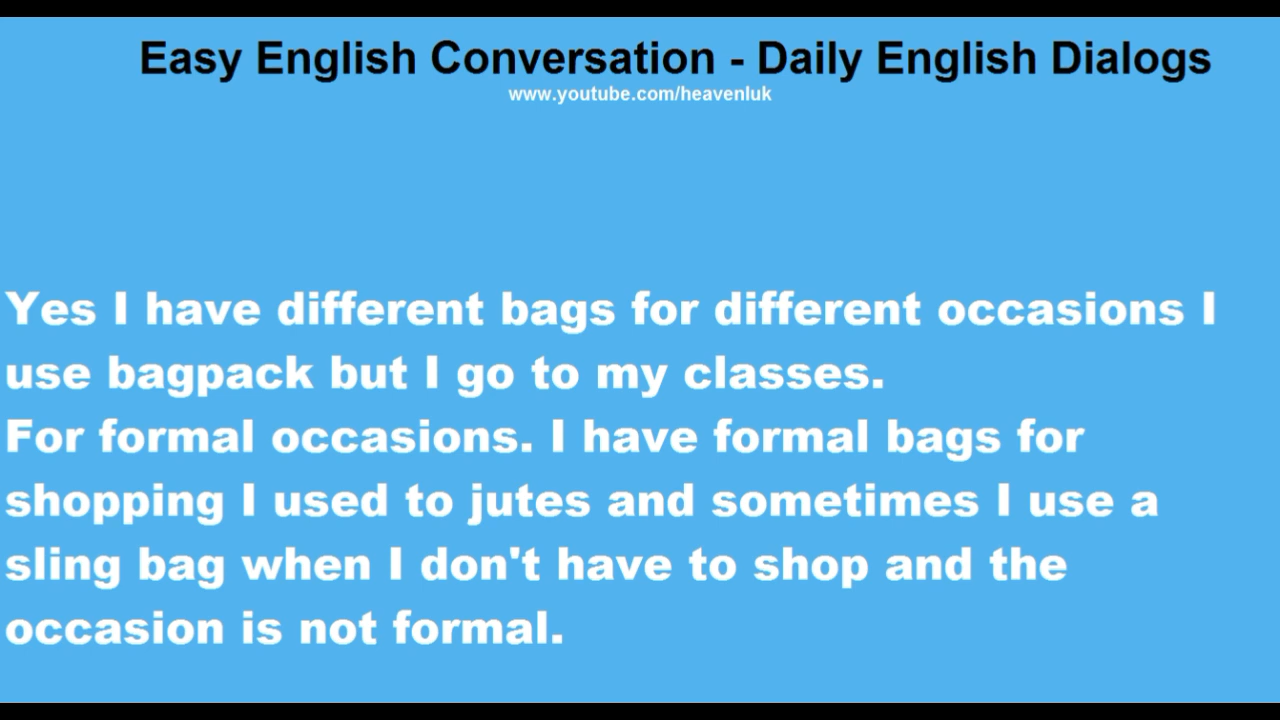 Easy English Conversation - Daily English Dialogs
www.youtube.com/heavenluk
Yes I have different bags for different occasions I
use bagpack but I go to my classes.
For formal occasions. I have formal bags for
shopping I used to jutes and sometimes I use a
sling bag when I don't have to shop and the
occasion is not formal.